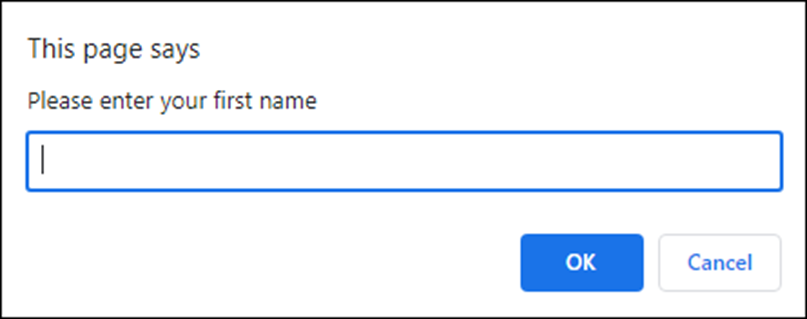 This page says
Please enter your first name
OK Cancel